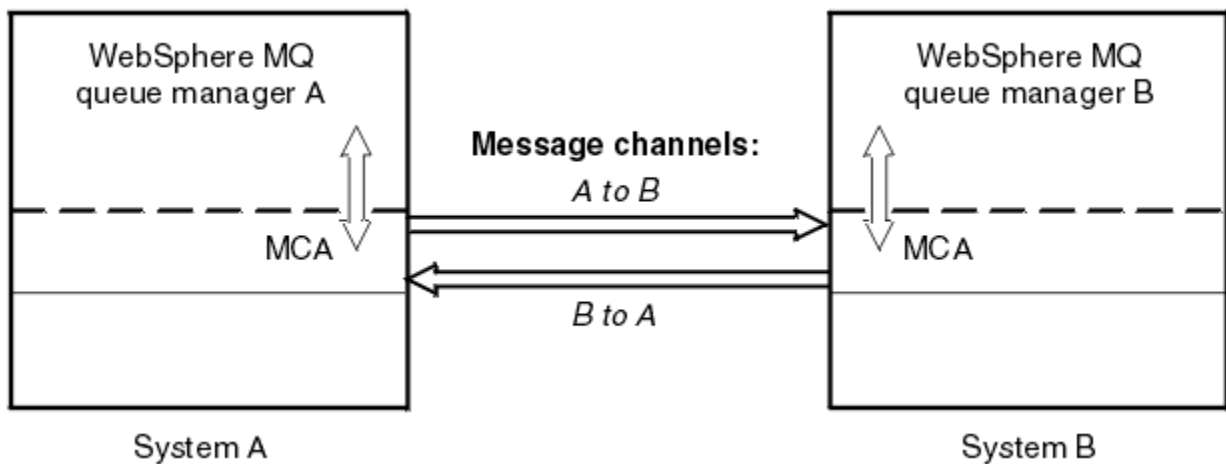 WebSphere MQ
queue manager A
MCA
System A
Message channels:
A to B
B to A
WebSphere MQ
queue manager B
MCA
System B